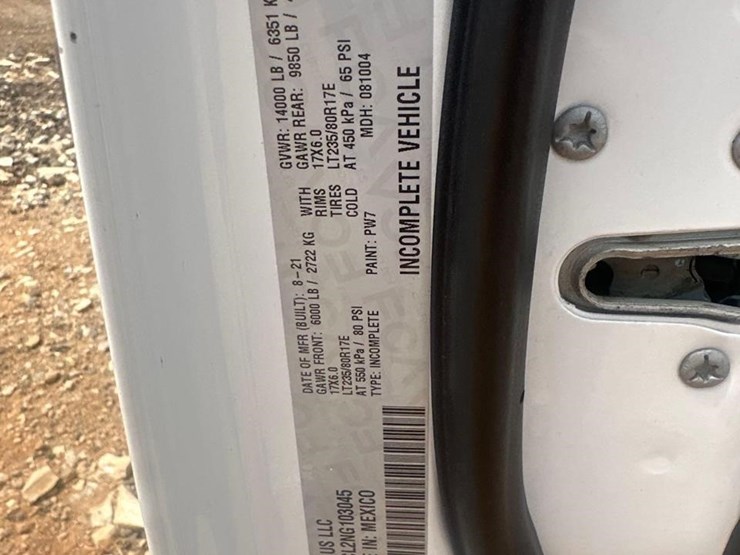 US LLC
DATE OF MFR (BUILT): 8-21
GVWR: 14000 LB / 6351 K
GAWR FRONT: 6000 LB / 2722 KG WITH GAWR REAR: 9850 LB /
17X6.0 RIMS 17X6.0
LT235/80R17E TIRES LT235/80R17E
AT 550 kPa / 80 PSI COLD AT 450 kPa / 65 PSI
L2NG103045
TYPE: INCOMPLETE PAINT: PW7 MDH: 081004
IN: MEXICO
INCOMPLETE VEHICLE